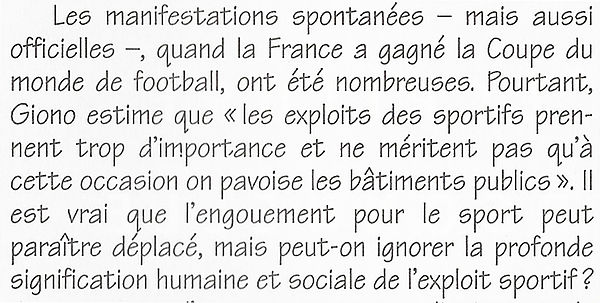 Les manifestations spontanées – mais aussi
officielles –, quand la France a gagné la Coupe du
monde de football, ont été nombreuses. Pourtant,
Giono estime que « les exploits des sportifs pren-
nent trop d'importance et ne méritent pas qu'à
cette occasion on pavoise les bâtiments publics ». Il
est vrai que l'engouement pour le sport peut
paraître déplacé, mais peut-on ignorer la profonde
signification humaine et sociale de l'exploit sportif ?